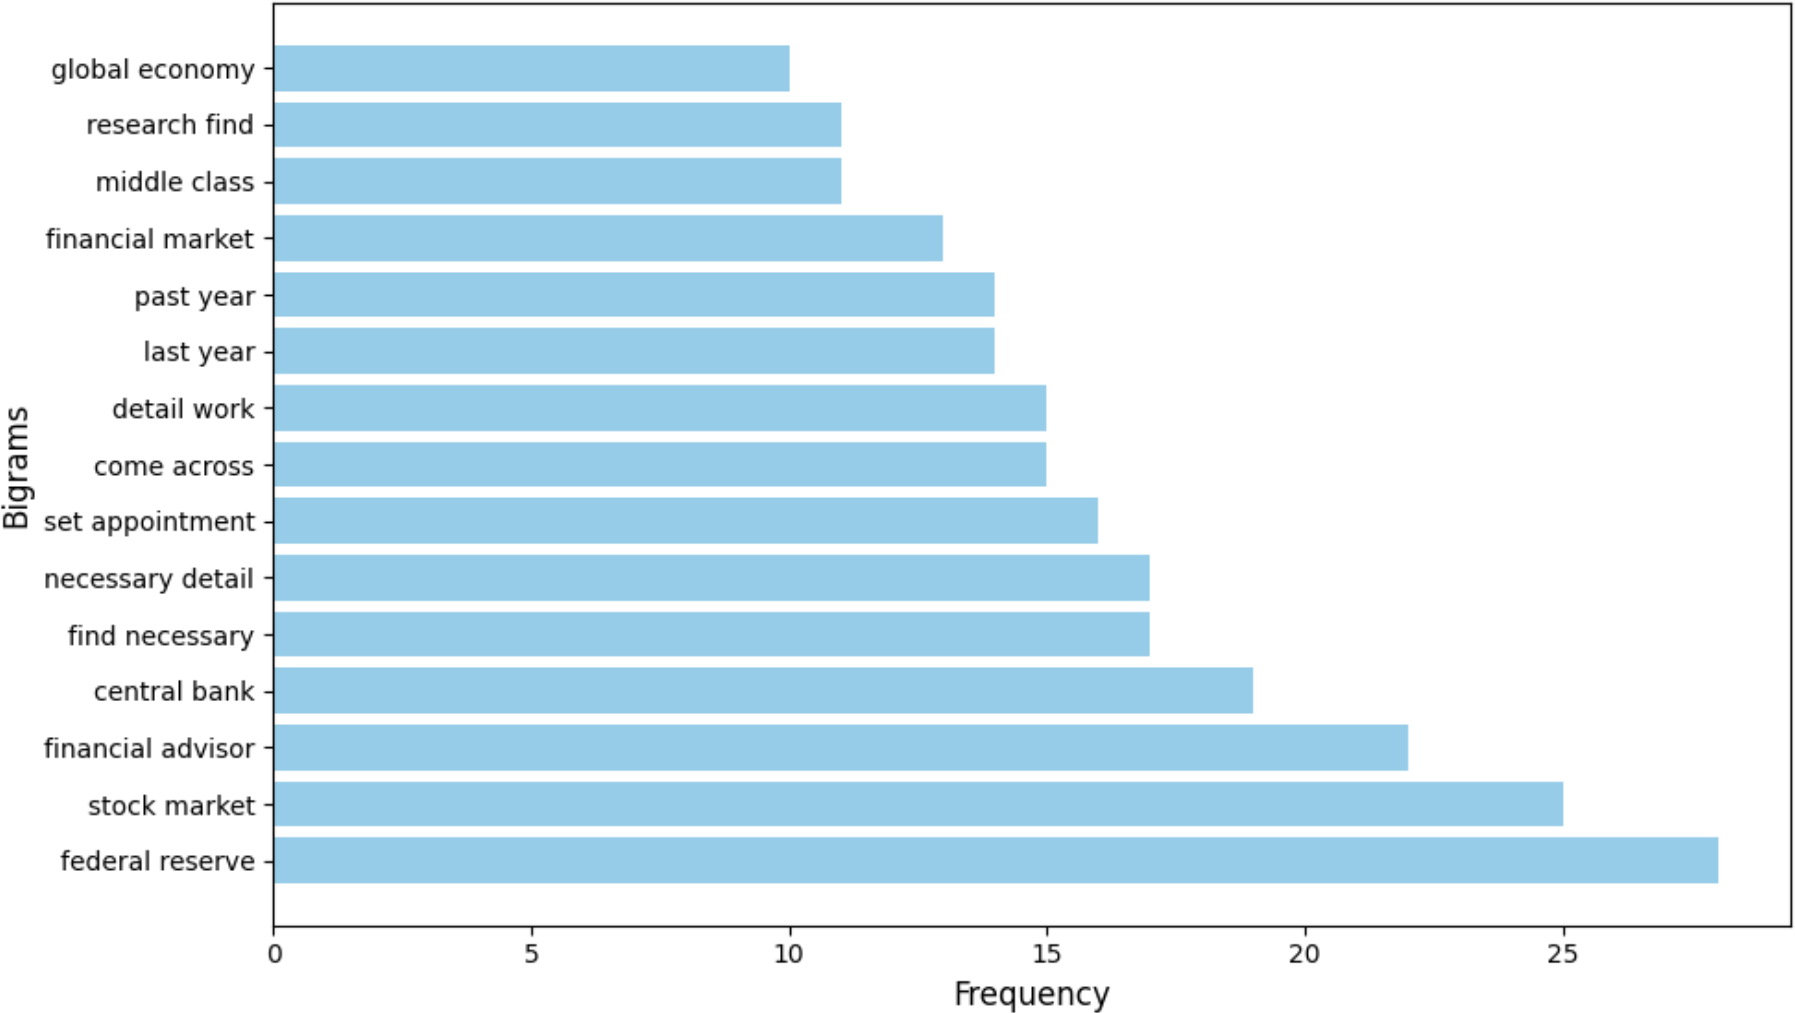 global economy
research find
middle class
financial market
past year
last year
detail work
come across
set appointment
necessary detail
find necessary
central bank
financial advisor
stock market
federal reserve
Bigrams
0 5 10 15 20 25
Frequency